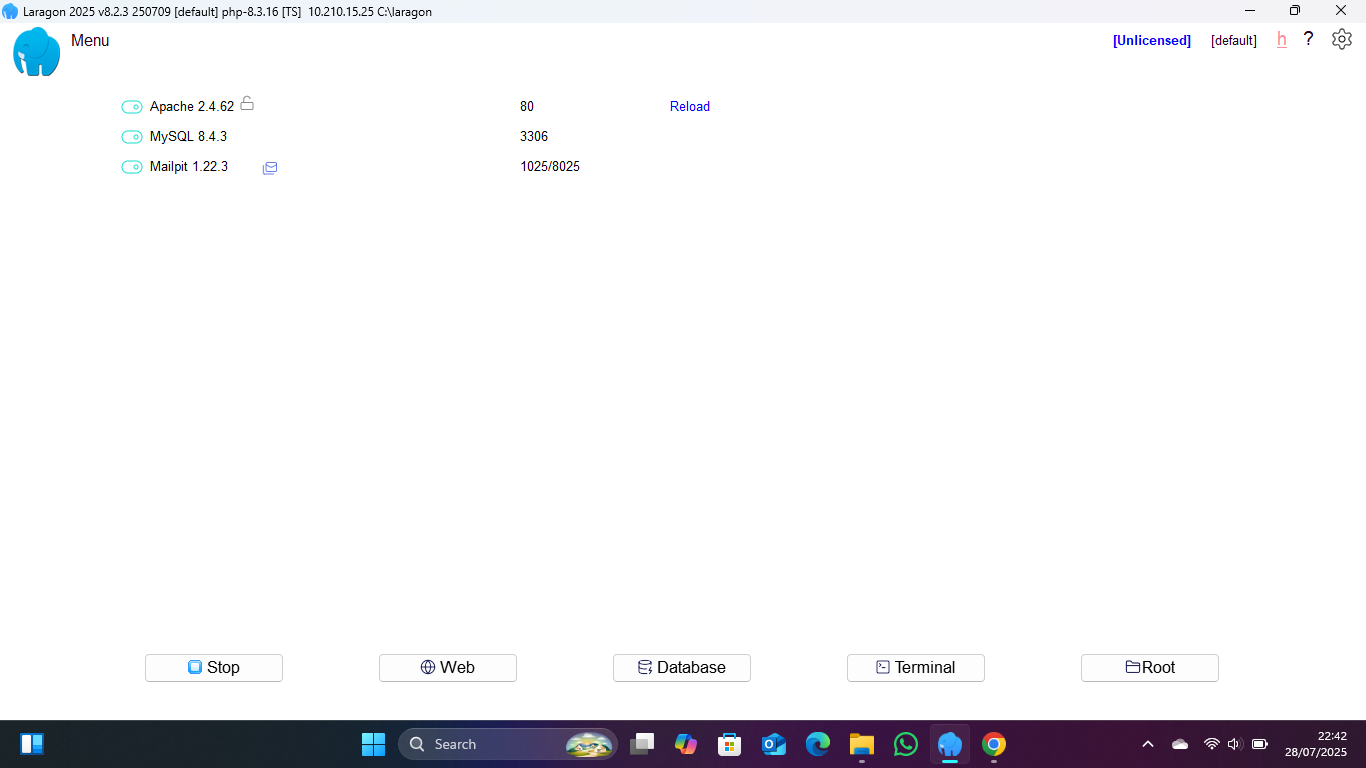 Laragon 2025 v8.2.3 250709 [default] php-8.3.16 [TS] 10.210.15.25 C:\laragon
Menu
[Unlicensed] [default] h ?
Apache 2.4.62 80 Reload
MySQL 8.4.3 3306
Mailpit 1.22.3 1025/8025
Stop Web Database Terminal Root
Search
22:42
28/07/2025